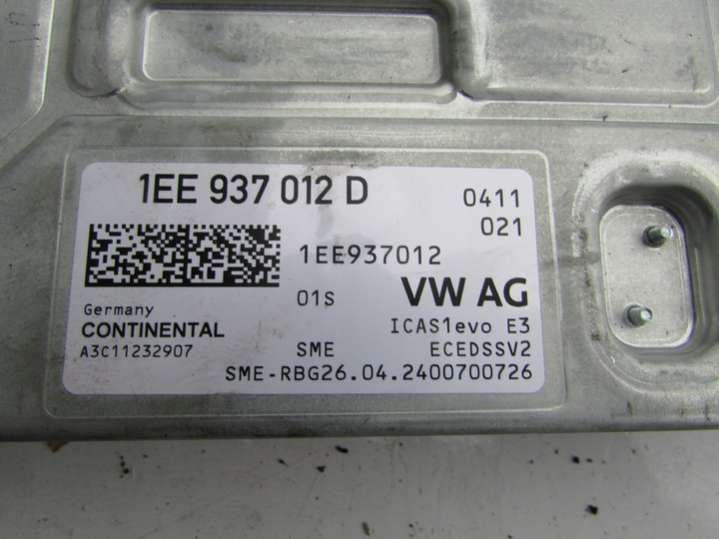 1EE 937 012 D
0411
021
1EE937012
01S
VW AG
Germany
ICAS1evo E3
CONTINENTAL
A3C11232907
SME
ECEDSSV2
SME-RBG26.04.2400700726